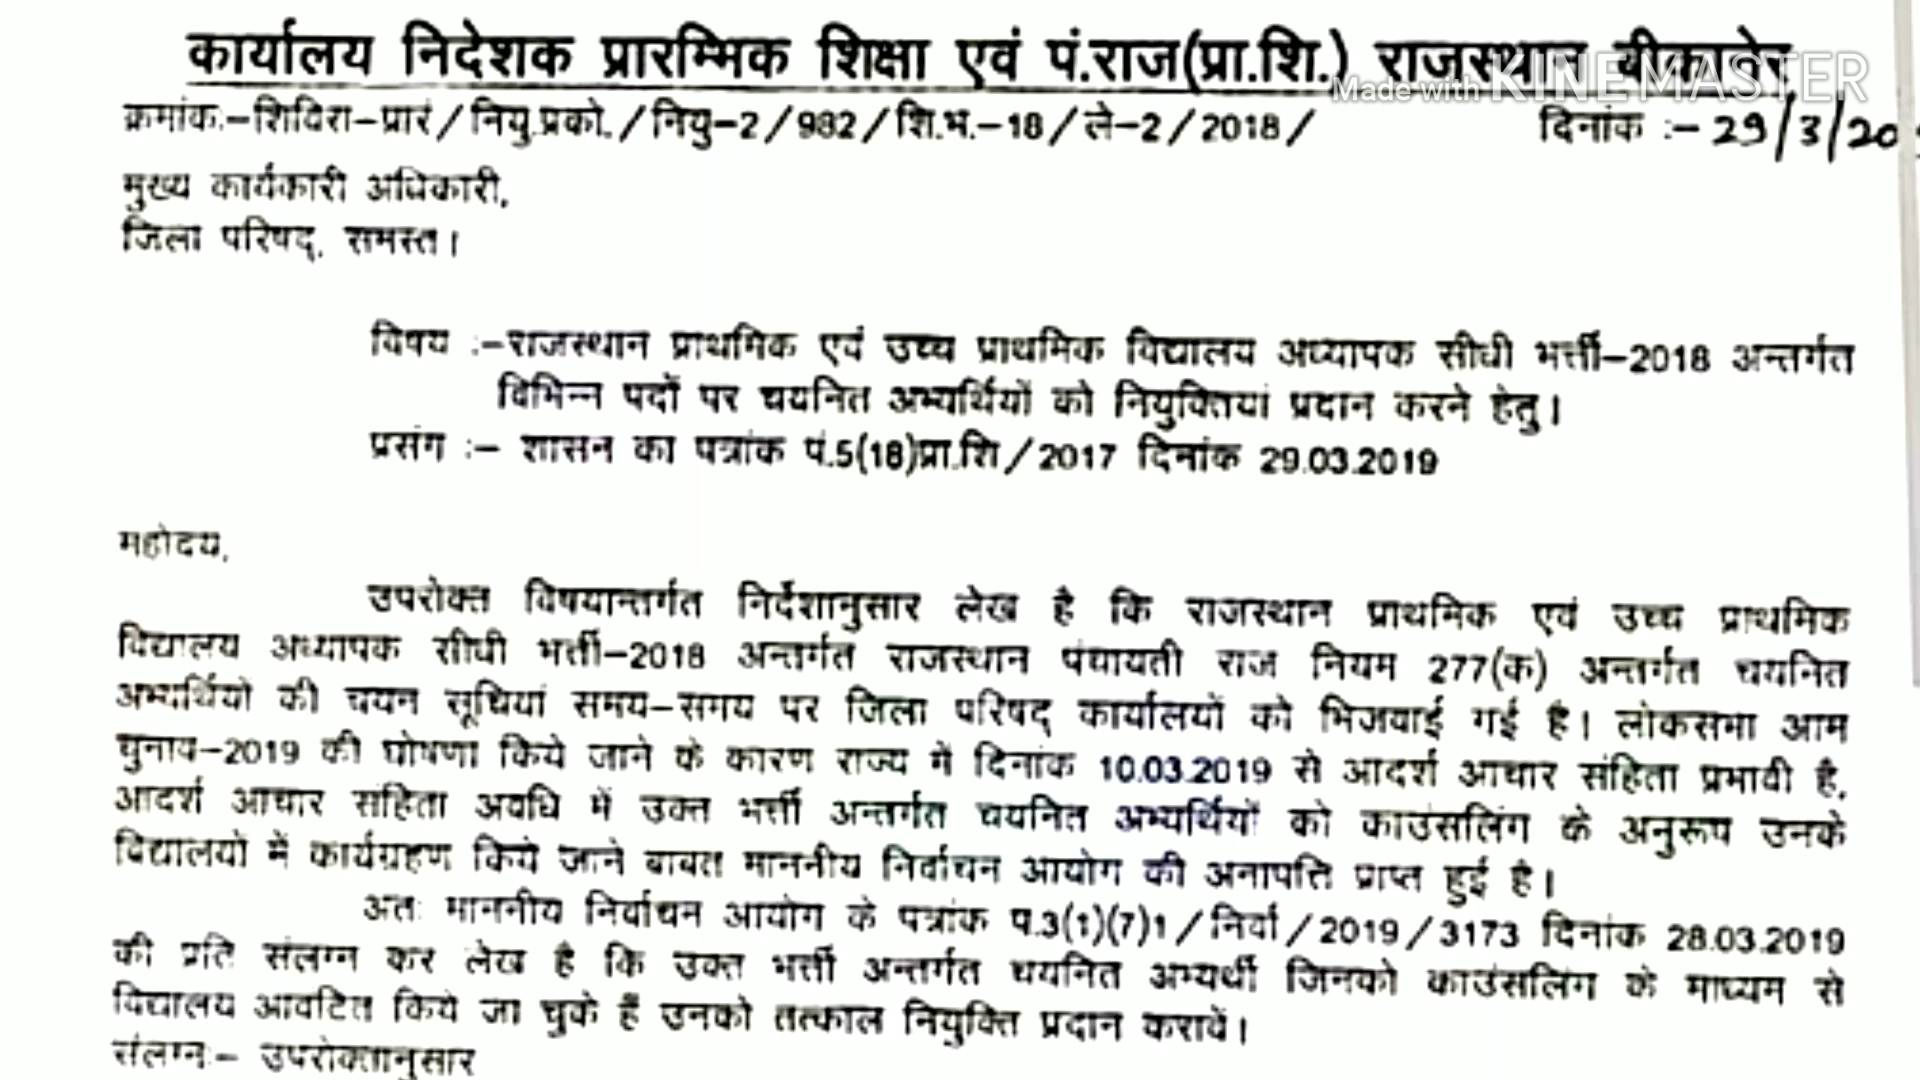 कार्यालय निदेशक प्रारम्भिक शिक्षा एवं पं.राज(प्रा.शि.) राजस्थान बीकानेर
Made with KINEMASTER
क्रमांक:-शिविरा-प्रारं/नियु.प्रको./नियु-2/982/शि.भ.-18/ले-2/2018/ दिनांक :- 29/3/20
मुख्य कार्यकारी अधिकारी,
जिला परिषद्, समस्त।
विषय :-राजस्थान प्राथमिक एवं उच्च प्राथमिक विद्यालय अध्यापक सीधी भर्त्ती-2018 अन्तर्गत
विभिन्न पदों पर चयनित अभ्यर्थियों को नियुक्तियां प्रदान करने हेतु।
प्रसंग :- शासन का पत्रांक पं.5(18)प्रा.शि/2017 दिनांक 29.03.2019
महोदय,
उपरोक्त विषयान्तर्गत निर्देशानुसार लेख है कि राजस्थान प्राथमिक एवं उच्च प्राथमिक
विद्यालय अध्यापक सीधी भर्त्ती-2018 अन्तर्गत राजस्थान पंचायती राज नियम 277(क) अन्तर्गत चयनित
अभ्यर्थियों की चयन सूचियां समय-समय पर जिला परिषद् कार्यालयों को भिजवाई गई है। लोकसभा आम
चुनाव-2019 की घोषणा किये जाने के कारण राज्य में दिनांक 10.03.2019 से आदर्श आचार संहिता प्रभावी है,
आदर्श आचार संहिता अवधि में उक्त भर्त्ती अन्तर्गत चयनित अभ्यर्थियों को काउंसलिंग के अनुरूप उनके
विद्यालयों में कार्यग्रहण किये जाने बाबत माननीय निर्वाचन आयोग की अनापत्ति प्राप्त हुई है।
अतः माननीय निर्वाचन आयोग के पत्रांक प.3(1)(7)1/निर्वा/2019/3173 दिनांक 28.03.2019
की प्रति संलग्न कर लेख है कि उक्त भर्त्ती अन्तर्गत चयनित अभ्यर्थी जिनको काउंसलिंग के माध्यम से
विद्यालय आवंटित किये जा चुके हैं उनको तत्काल नियुक्ति प्रदान करावें।
संलग्न:- उपरोक्तानुसार